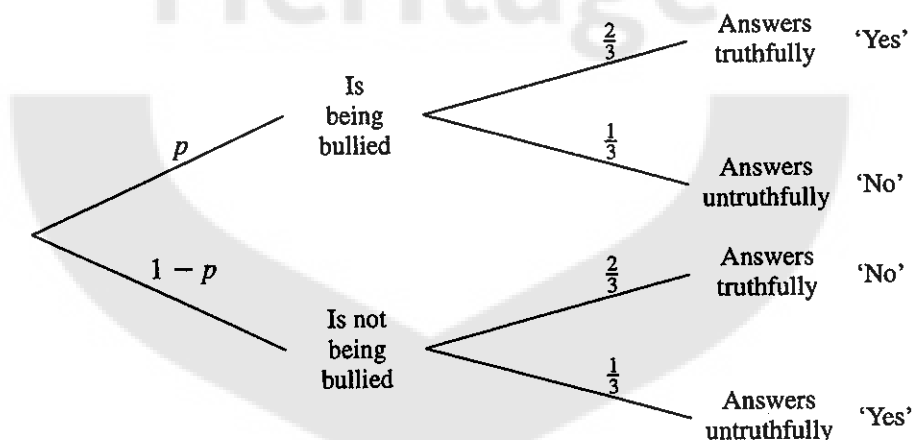 Heritage
Answers
truthfully
'Yes'
2/3
Is
being
bullied
p
1/3
Answers
untruthfully
'No'
1 − p
2/3
Answers
truthfully
'No'
Is not
being
bullied
1/3
Answers
untruthfully
'Yes'